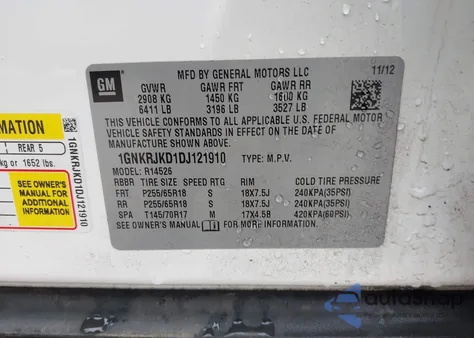 MFD BY GENERAL MOTORS LLC
11/12
GM
GVWR GAWR FRT GAWR RR
2908 KG 1450 KG 1600 KG
6411 LB 3196 LB 3527 LB
THIS VEHICLE CONFORMS TO ALL APPLICABLE U.S. FEDERAL MOTOR
VEHICLE SAFETY STANDARDS IN EFFECT ON THE DATE OF
MANUFACTURE SHOWN ABOVE.
1GNKRJKD1DJ121910 TYPE: M.P.V.
MODEL: R14526
RBBR TIRE SIZE SPEED RTG RIM COLD TIRE PRESSURE
FRT P255/65R18 S 18X7.5J 240KPA(35PSI)
RR P255/65R18 S 18X7.5J 240KPA(35PSI)
SPA T145/70R17 M 17X4.5B 420KPA(60PSI)
SEE OWNER'S MANUAL FOR MORE INFORMATION.
MATION
REAR 5
kg or 1652 lbs.
SEE OWNER'S
MANUAL FOR
ADDITIONAL
INFORMATION
1GNKRJKD1DJ121910
AutoSnap